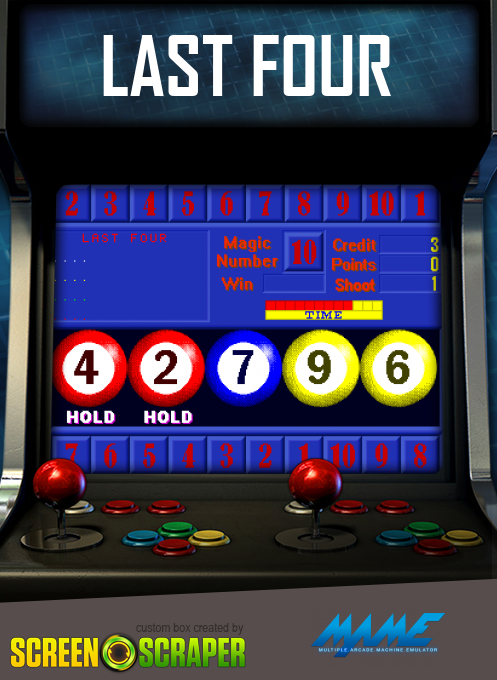 LAST FOUR
2 3 4 5 6 7 8 9 10 1
LAST FOUR
Magic Number 10
Credit 3
Points 0
Win
Shoot 1
TIME
4 2 7 9 6
HOLD HOLD
7 6 5 4 3 2 1 10 9 8
custom box created by
SCREEN SCRAPER
MAME
MULTIPLE ARCADE MACHINE EMULATOR